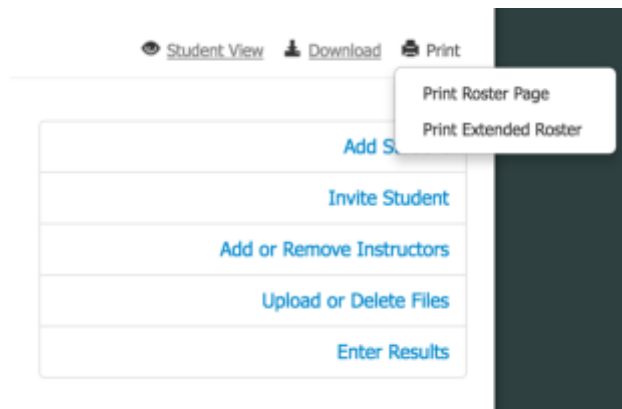 Student View Download Print
Print Roster Page
Print Extended Roster
Add S
Invite Student
Add or Remove Instructors
Upload or Delete Files
Enter Results